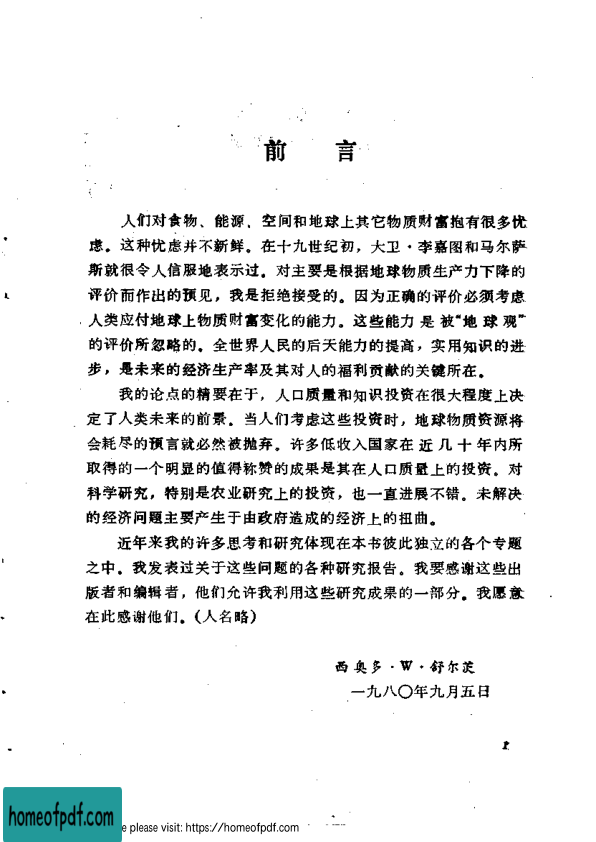 前 言
人们对食物、能源、空间和地球上其它物质财富抱有很多忧
虑。这种忧虑并不新鲜。在十九世纪初，大卫·李嘉图和马尔萨
斯就很令人信服地表示过。对主要是根据地球物质生产力下降的
评价而作出的预见，我是拒绝接受的。因为正确的评价必须考虑
人类应付地球上物质财富变化的能力。这些能力是被“地球观”
的评价所忽略的。全世界人民的后天能力的提高，实用知识的进
步，是未来的经济生产率及其对人的福利贡献的关键所在。
我的论点的精要在于，人口质量和知识投资在很大程度上决
定了人类未来的前景。当人们考虑这些投资时，地球物质资源将
会耗尽的预言就必然被抛弃。许多低收入国家在近几十年内所
取得的一个明显的值得称赞的成果是其在人口质量上的投资。对
科学研究，特别是农业研究上的投资，也一直进展不错。未解决
的经济问题主要产生于由政府造成的经济上的扭曲。
近年来我的许多思考和研究体现在本书彼此独立的各个专题
之中。我发表过关于这些问题的各种研究报告。我要感谢这些出
版者和编辑者，他们允许我利用这些研究成果的一部分。我愿意
在此感谢他们。（人名略）
西奥多·W·舒尔茨
一九八〇年九月五日
1
homeofpdf.com
e please visit: https://homeofpdf.com